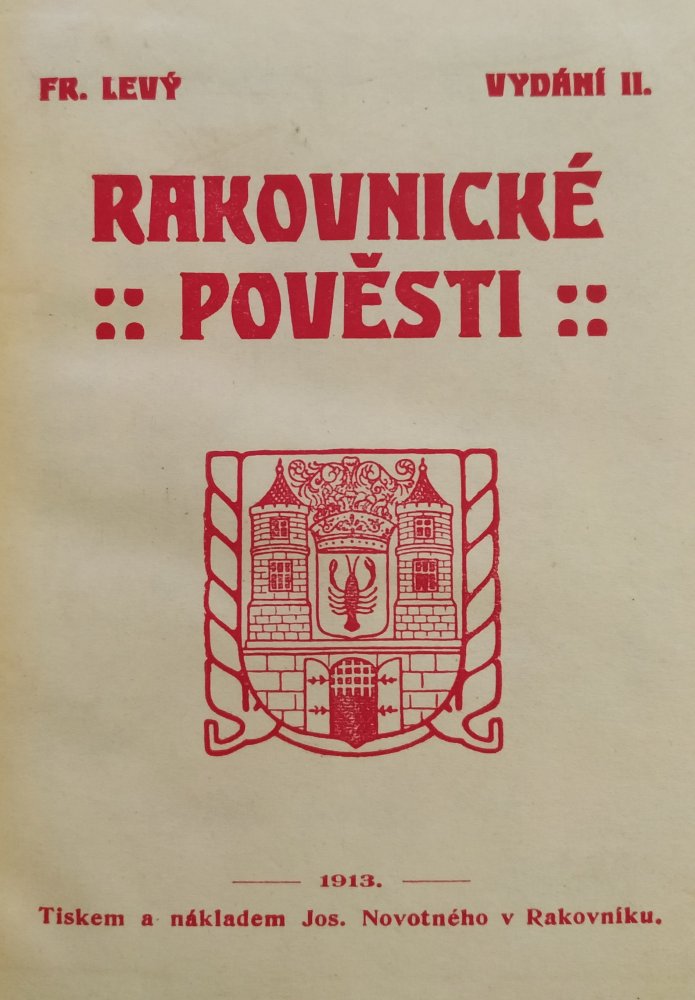 FR. LEVÝ
VYDÁNÍ II.
RAKOVNICKÉ
:: POVĚSTI ::
1913.
Tiskem a nákladem Jos. Novotného v Rakovníku.